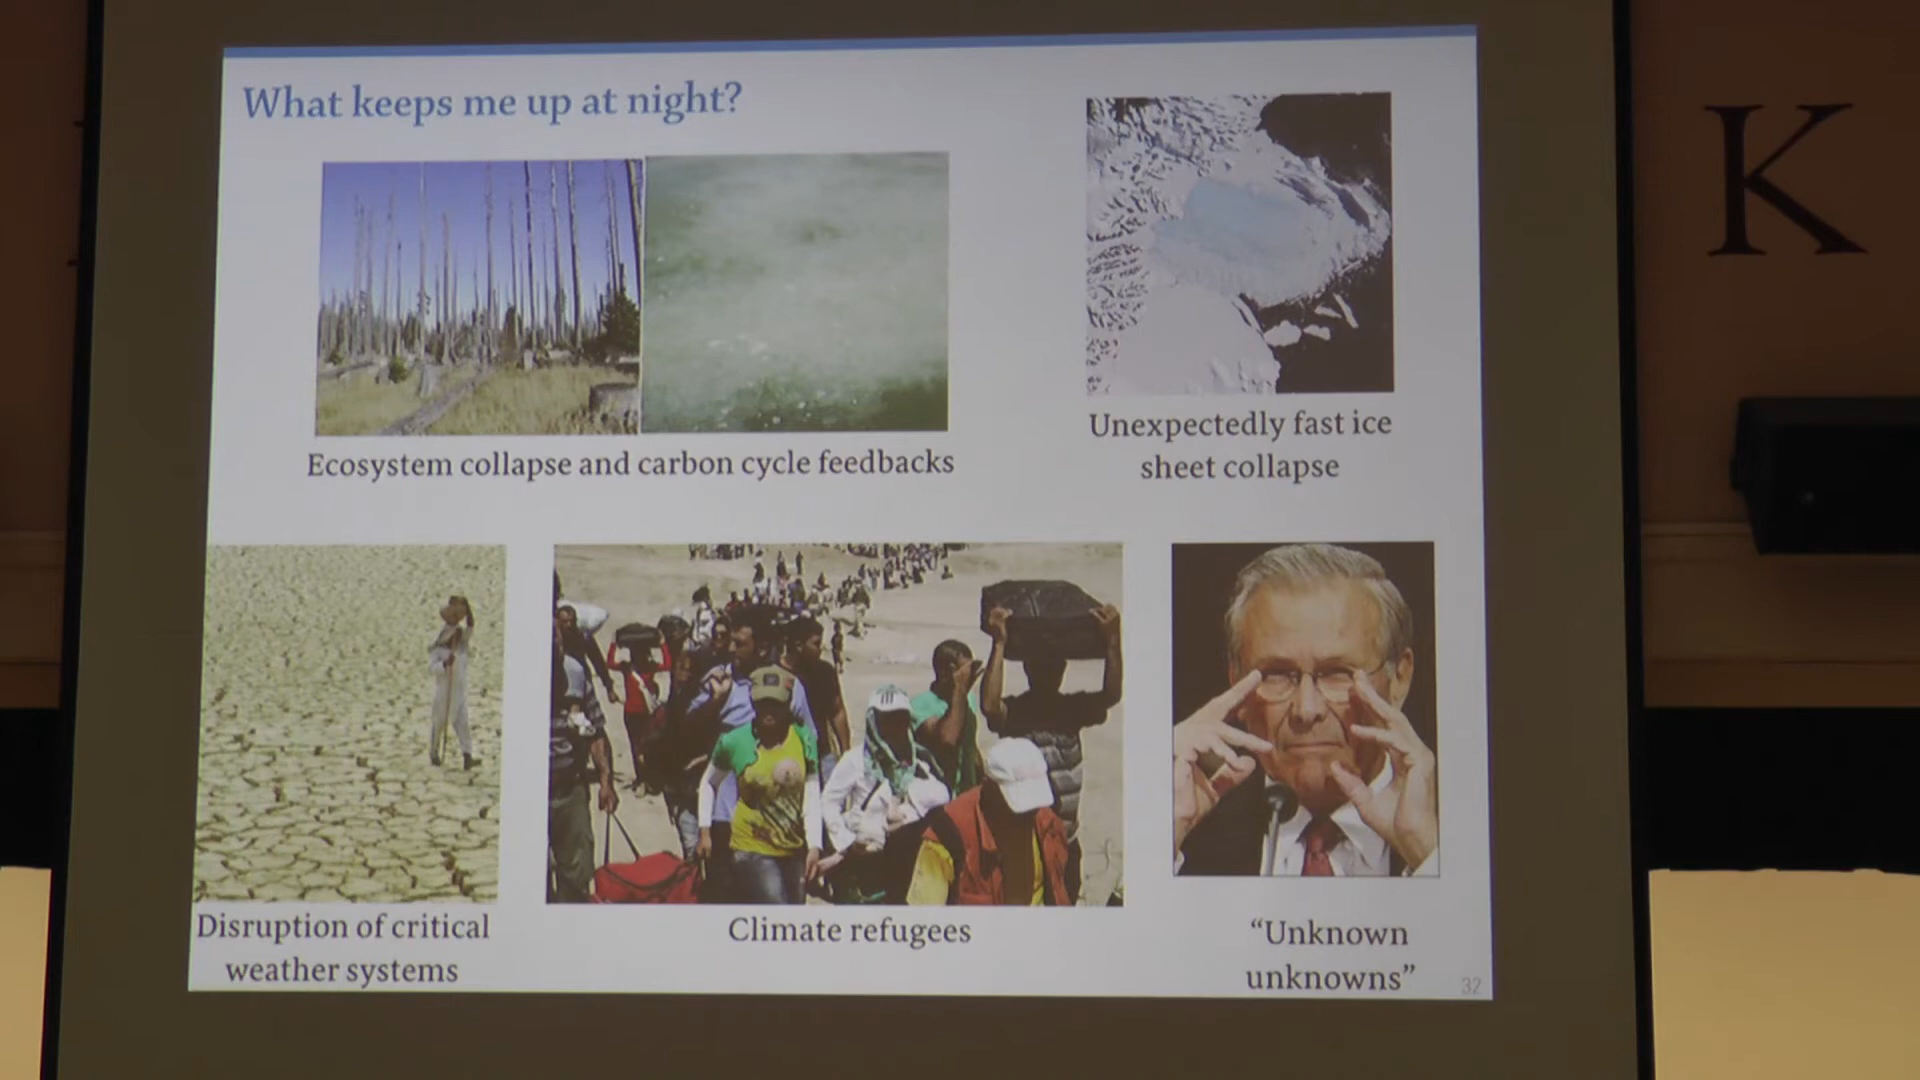 What keeps me up at night?
K
Ecosystem collapse and carbon cycle feedbacks
Unexpectedly fast ice
sheet collapse
Disruption of critical
weather systems
Climate refugees
“Unknown
unknowns”
32